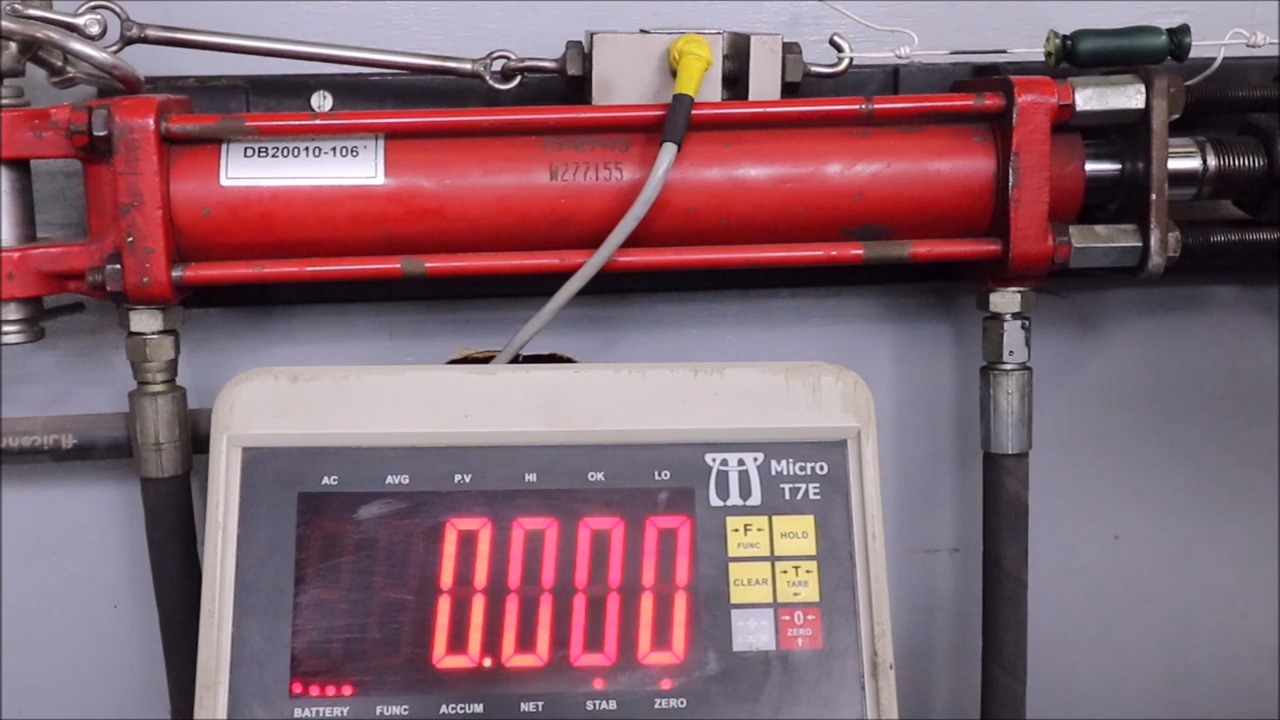 DB20010-106
W277155
AC AVG P.V HI OK LO
Micro
T7E
0.000
F
FUNC
HOLD
CLEAR
T
TARE
0
ZERO
BATTERY FUNC ACCUM NET STAB ZERO